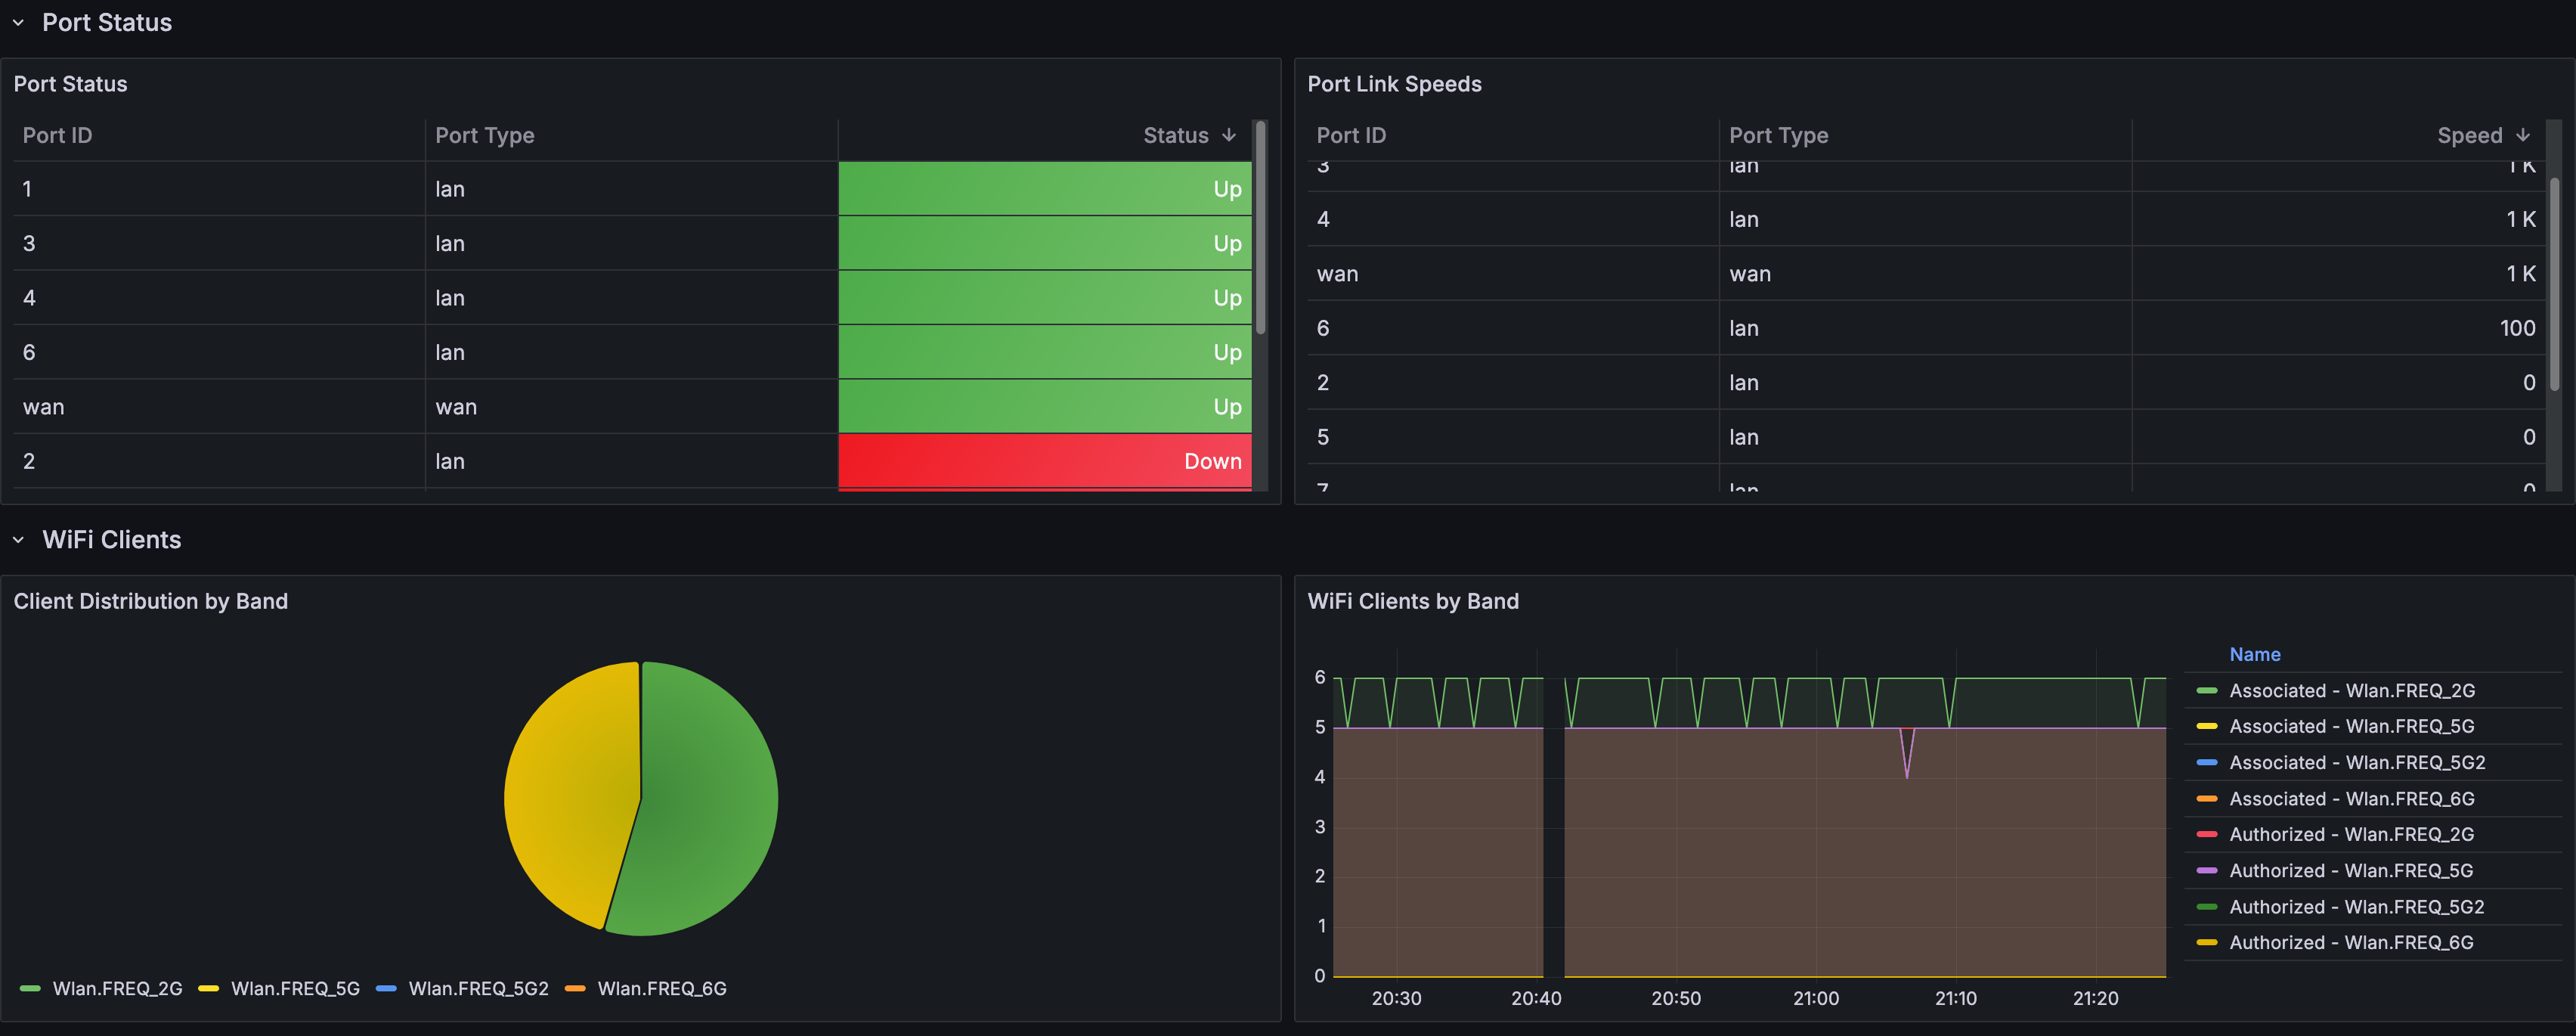 Port Status
Port Status
Port ID Port Type Status
1 lan Up
3 lan Up
4 lan Up
6 lan Up
wan wan Up
2 lan Down
Port Link Speeds
Port ID Port Type Speed
3 lan 1 K
4 lan 1 K
wan wan 1 K
6 lan 100
2 lan 0
5 lan 0
7 lan 0
WiFi Clients
Client Distribution by Band
Wlan.FREQ_2G Wlan.FREQ_5G Wlan.FREQ_5G2 Wlan.FREQ_6G
WiFi Clients by Band
6
5
4
3
2
1
0
20:30 20:40 20:50 21:00 21:10 21:20
Name
Associated - Wlan.FREQ_2G
Associated - Wlan.FREQ_5G
Associated - Wlan.FREQ_5G2
Associated - Wlan.FREQ_6G
Authorized - Wlan.FREQ_2G
Authorized - Wlan.FREQ_5G
Authorized - Wlan.FREQ_5G2
Authorized - Wlan.FREQ_6G